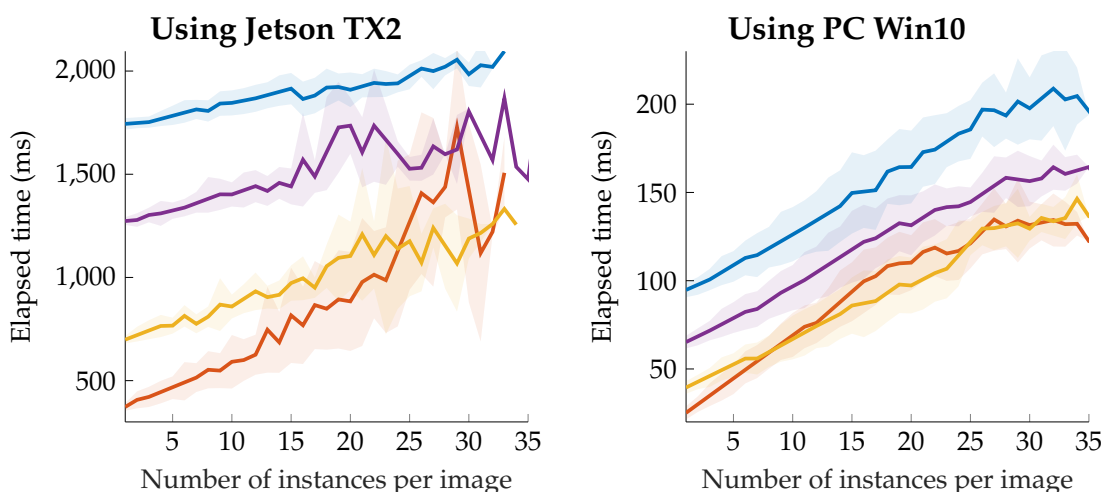 Using Jetson TX2
Elapsed time (ms)
2,000
1,500
1,000
500
5 10 15 20 25 30 35
Number of instances per image
Using PC Win10
Elapsed time (ms)
200
150
100
50
5 10 15 20 25 30 35
Number of instances per image